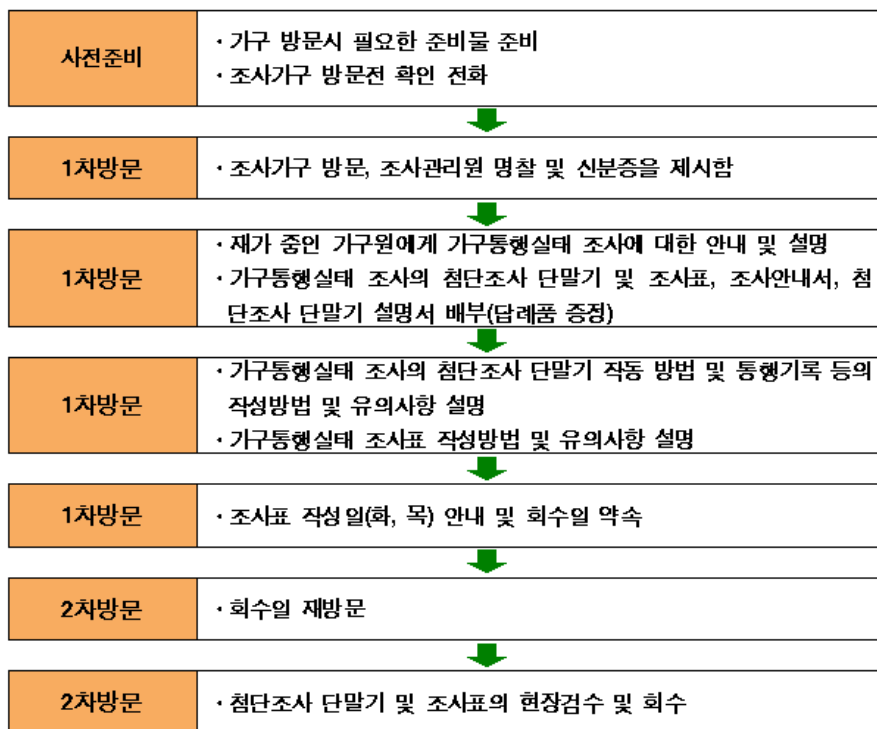 사전준비
· 가구 방문시 필요한 준비물 준비
· 조사가구 방문전 확인 전화
1차방문
· 조사가구 방문, 조사관리원 명찰 및 신분증을 제시함
1차방문
· 재가 중인 가구원에게 가구통행실태 조사에 대한 안내 및 설명
· 가구통행실태 조사의 첨단조사 단말기 및 조사표, 조사안내서, 첨
단조사 단말기 설명서 배부(답례품 증정)
1차방문
· 가구통행실태 조사의 첨단조사 단말기 작동 방법 및 통행기록 등의
작성방법 및 유의사항 설명
· 가구통행실태 조사표 작성방법 및 유의사항 설명
1차방문
· 조사표 작성일(화, 목) 안내 및 회수일 약속
2차방문
· 회수일 재방문
2차방문
· 첨단조사 단말기 및 조사표의 현장검수 및 회수